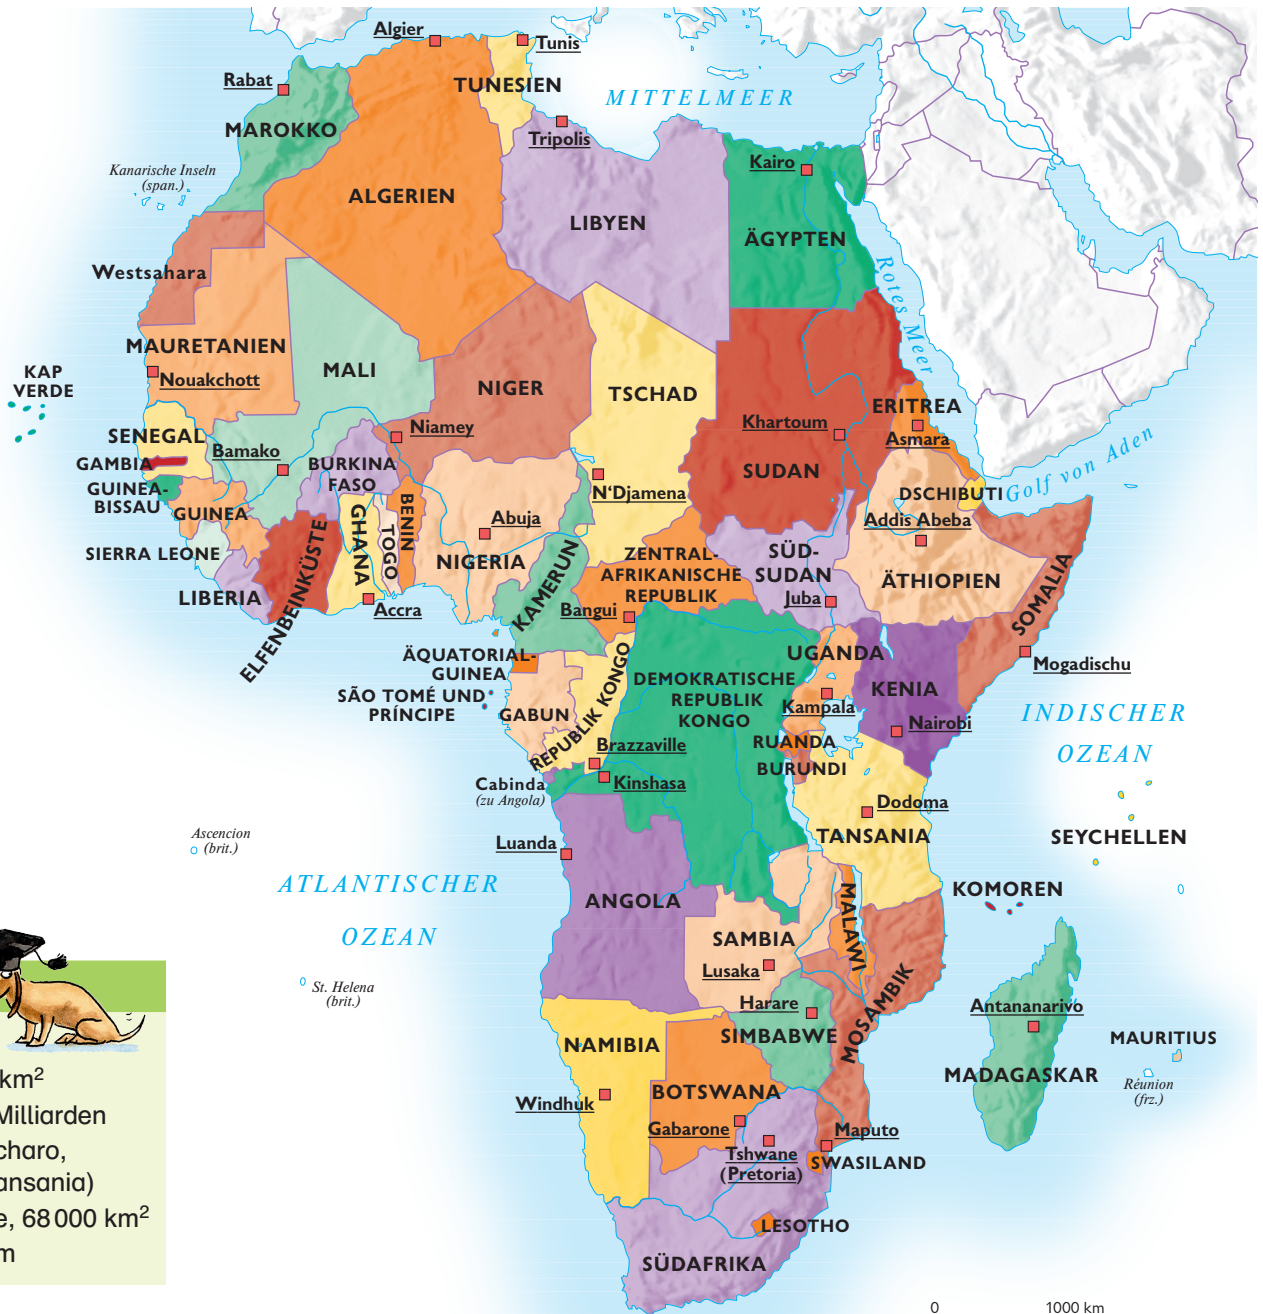 Algier
Tunis
TUNESIEN
Rabat
MITTELMEER
MAROKKO
Tripolis
Kairo
Kanarische Inseln
(span.)
ALGERIEN
LIBYEN
ÄGYPTEN
Westsahara
Rotes Meer
MAURETANIEN
Nouakchott
MALI
NIGER
TSCHAD
KAP
VERDE
ERITREA
Khartoum
Asmara
SENEGAL
Niamey
Bamako
GAMBIA
BURKINA
FASO
SUDAN
Golf von Aden
GUINEA-
BISSAU
N'Djamena
DSCHIBUTI
GUINEA
BENIN
GHANA
TOGO
Abuja
Addis Abeba
SIERRA LEONE
NIGERIA
ZENTRAL-
AFRIKANISCHE
REPUBLIK
SÜD-
SUDAN
ÄTHIOPIEN
LIBERIA
ELFENBEINKÜSTE
Accra
KAMERUN
Bangui
Juba
SOMALIA
ÄQUATORIAL-
GUINEA
UGANDA
Mogadischu
SÃO TOMÉ UND
PRÍNCIPE
GABUN
REPUBLIK KONGO
DEMOKRATISCHE
REPUBLIK
KONGO
Kampala
KENIA
Nairobi
INDISCHER
OZEAN
Brazzaville
RUANDA
BURUNDI
Cabinda
(zu Angola)
Kinshasa
Dodoma
TANSANIA
SEYCHELLEN
Ascencion
(brit.)
Luanda
ATLANTISCHER
OZEAN
ANGOLA
MALAWI
KOMOREN
SAMBIA
Lusaka
St. Helena
(brit.)
Harare
MOSAMBIK
Antananarivo
SIMBABWE
NAMIBIA
MAURITIUS
MADAGASKAR
Réunion
(frz.)
BOTSWANA
Windhuk
Gabarone
Maputo
Tshwane
(Pretoria)
SWASILAND
LESOTHO
SÜDAFRIKA
km²
Milliarden
charo,
ansania)
e, 68 000 km²
m
0 1000 km